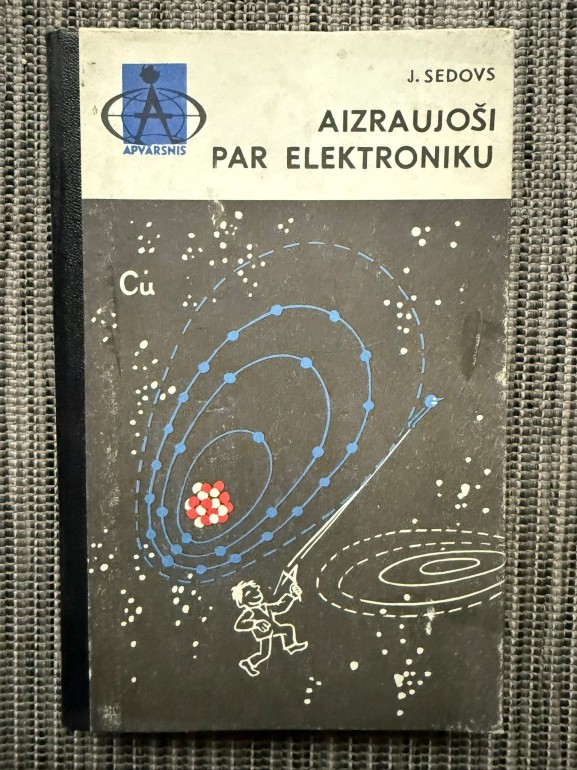 J. SEDOVS
AIZRAUJOŠI
PAR ELEKTRONIKU
A
APVĀRSNIS
Cu